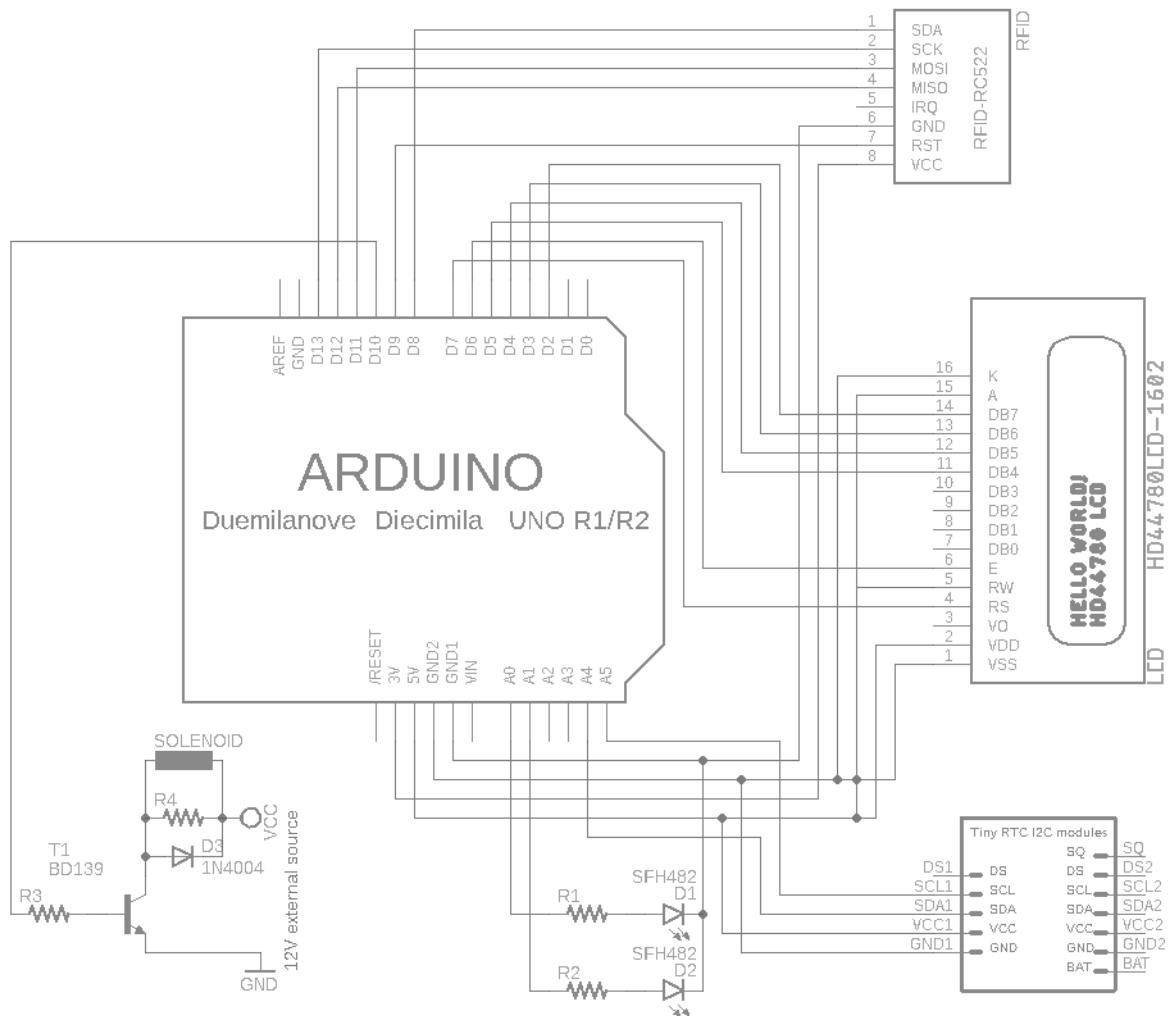 RFID
RFID-RC522
1 SDA
2 SCK
3 MOSI
4 MISO
5 IRQ
6 GND
7 RST
8 VCC
AREF
GND
D13
D12
D11
D10
D9
D8
D7
D6
D5
D4
D3
D2
D1
D0
ARDUINO
Duemilanove Diecimila UNO R1/R2
/RESET
3V
5V
GND2
GND1
VIN
A0
A1
A2
A3
A4
A5
16 K
15 A
14 DB7
13 DB6
12 DB5
11 DB4
10 DB3
9 DB2
8 DB1
7 DB0
6 E
5 RW
4 RS
3 VO
2 VDD
1 VSS
HELLO WORLD!
HD44780 LCD
HD44780LED-1602
LED
SOLENOID
R4
VCC
D3
1N4004
T1
BD139
R3
GND
12V external source
SFH482
D1
R1
SFH482
D2
R2
Tiny RTC I2C modules
SQ SQ
DS1 DS DS2
SCL1 SCL SCL SCL2
SDA1 SDA SDA SDA2
VCC1 VCC VCC VCC2
GND1 GND GND GND2
BAT BAT